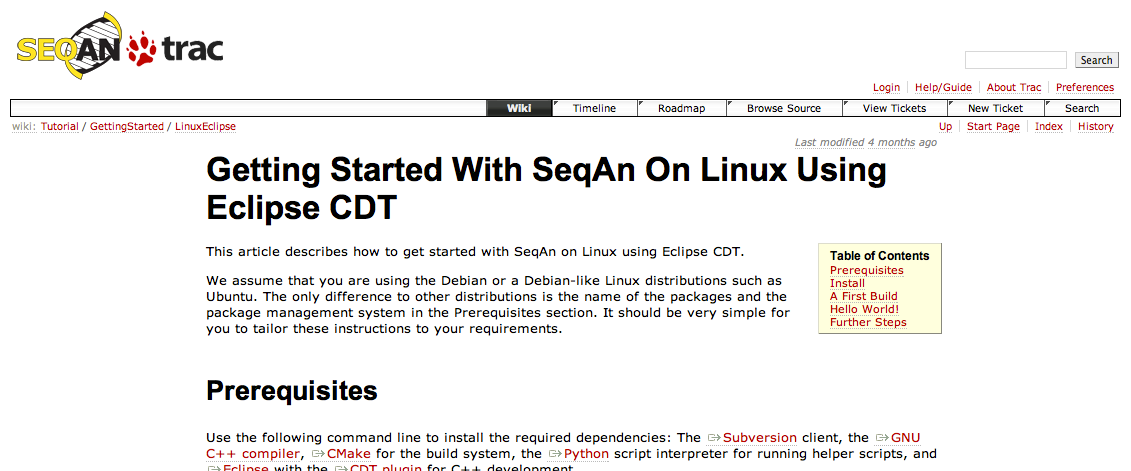 SEQAN trac
Search
Login Help/Guide About Trac Preferences
Wiki Timeline Roadmap Browse Source View Tickets New Ticket Search
wiki: Tutorial / GettingStarted / LinuxEclipse
Up Start Page Index History
Last modified 4 months ago
Getting Started With SeqAn On Linux Using
Eclipse CDT
This article describes how to get started with SeqAn on Linux using Eclipse CDT.
We assume that you are using the Debian or a Debian-like Linux distributions such as
Ubuntu. The only difference to other distributions is the name of the packages and the
package management system in the Prerequisites section. It should be very simple for
you to tailor these instructions to your requirements.
Table of Contents
Prerequisites
Install
A First Build
Hello World!
Further Steps
Prerequisites
Use the following command line to install the required dependencies: The Subversion client, the GNU
C++ compiler, CMake for the build system, the Python script interpreter for running helper scripts, and
Eclipse with the CDT plugin for C++ development.